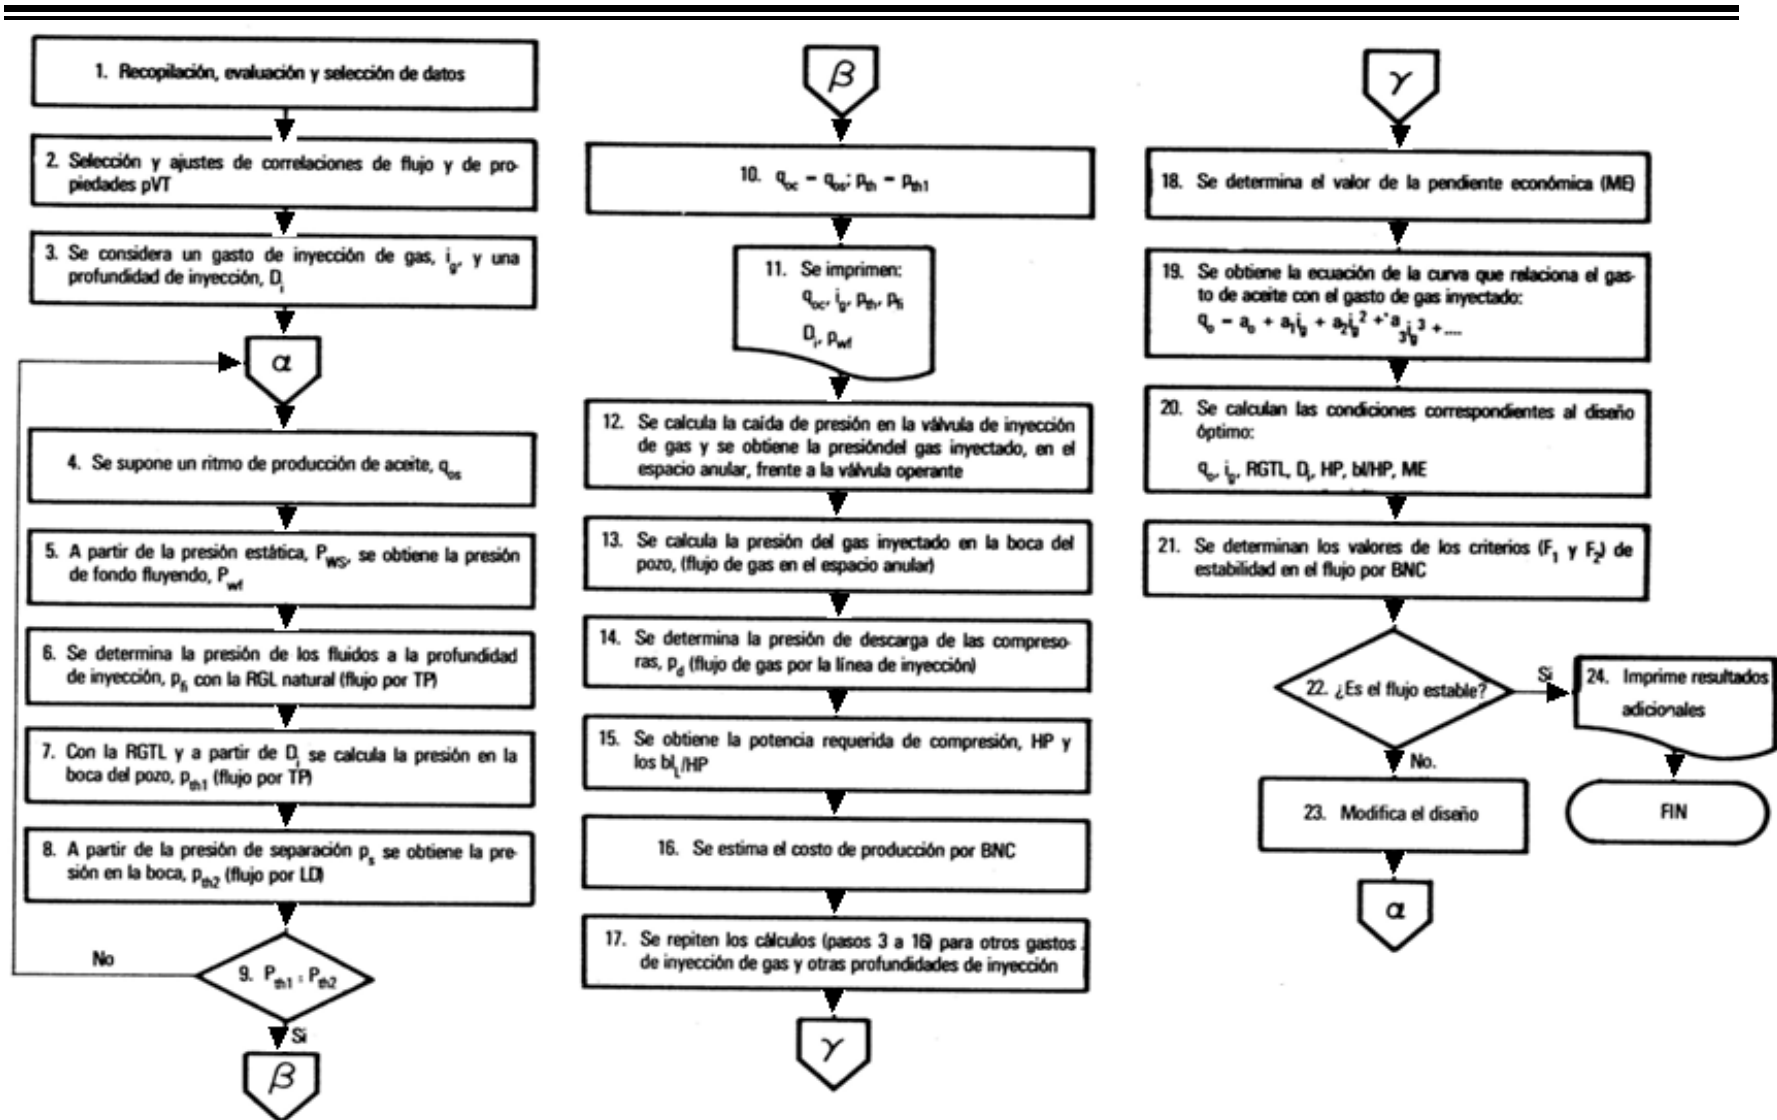 1. Recopilación, evaluación y selección de datos
2. Selección y ajustes de correlaciones de flujo y de pro-
piedades pVT
3. Se considera un gasto de inyección de gas, i_g, y una
profundidad de inyección, D_i
α
4. Se supone un ritmo de producción de aceite, q_os
5. A partir de la presión estática, P_WS, se obtiene la presión
de fondo fluyendo, P_wf
6. Se determina la presión de los fluidos a la profundidad
de inyección, p_fi con la RGL natural (flujo por TP)
7. Con la RGTL y a partir de D_i se calcula la presión en la
boca del pozo, p_th1 (flujo por TP)
8. A partir de la presión de separación p_s se obtiene la pre-
sión en la boca, p_th2 (flujo por LD)
No
9. P_th1 : P_th2
Si
β
β
10. q_oc = q_os; p_th = p_th1
11. Se imprimen:
q_oc, i_g, p_th, p_fi
D_i, p_wf
12. Se calcula la caída de presión en la válvula de inyección
de gas y se obtiene la presióndel gas inyectado, en el
espacio anular, frente a la válvula operante
13. Se calcula la presión del gas inyectado en la boca del
pozo, (flujo de gas en el espacio anular)
14. Se determina la presión de descarga de las compreso-
ras, p_d (flujo de gas por la línea de inyección)
15. Se obtiene la potencia requerida de compresión, HP y
los bl_L/HP
16. Se estima el costo de producción por BNC
17. Se repiten los cálculos (pasos 3 a 16) para otros gastos
de inyección de gas y otras profundidades de inyección
γ
γ
18. Se determina el valor de la pendiente económica (ME)
19. Se obtiene la ecuación de la curva que relaciona el gas-
to de aceite con el gasto de gas inyectado:
q_o = a_o + a_1 i_g + a_2 i_g^2 + a_3 i_g^3 + ....
20. Se calculan las condiciones correspondientes al diseño
óptimo:
q_o, i_g, RGTL, D_i, HP, bl/HP, ME
21. Se determinan los valores de los criterios (F_1 y F_2) de
estabilidad en el flujo por BNC
22. ¿Es el flujo estable?
Si
24. Imprime resultados
adicionales
No.
23. Modifica el diseño
FIN
α